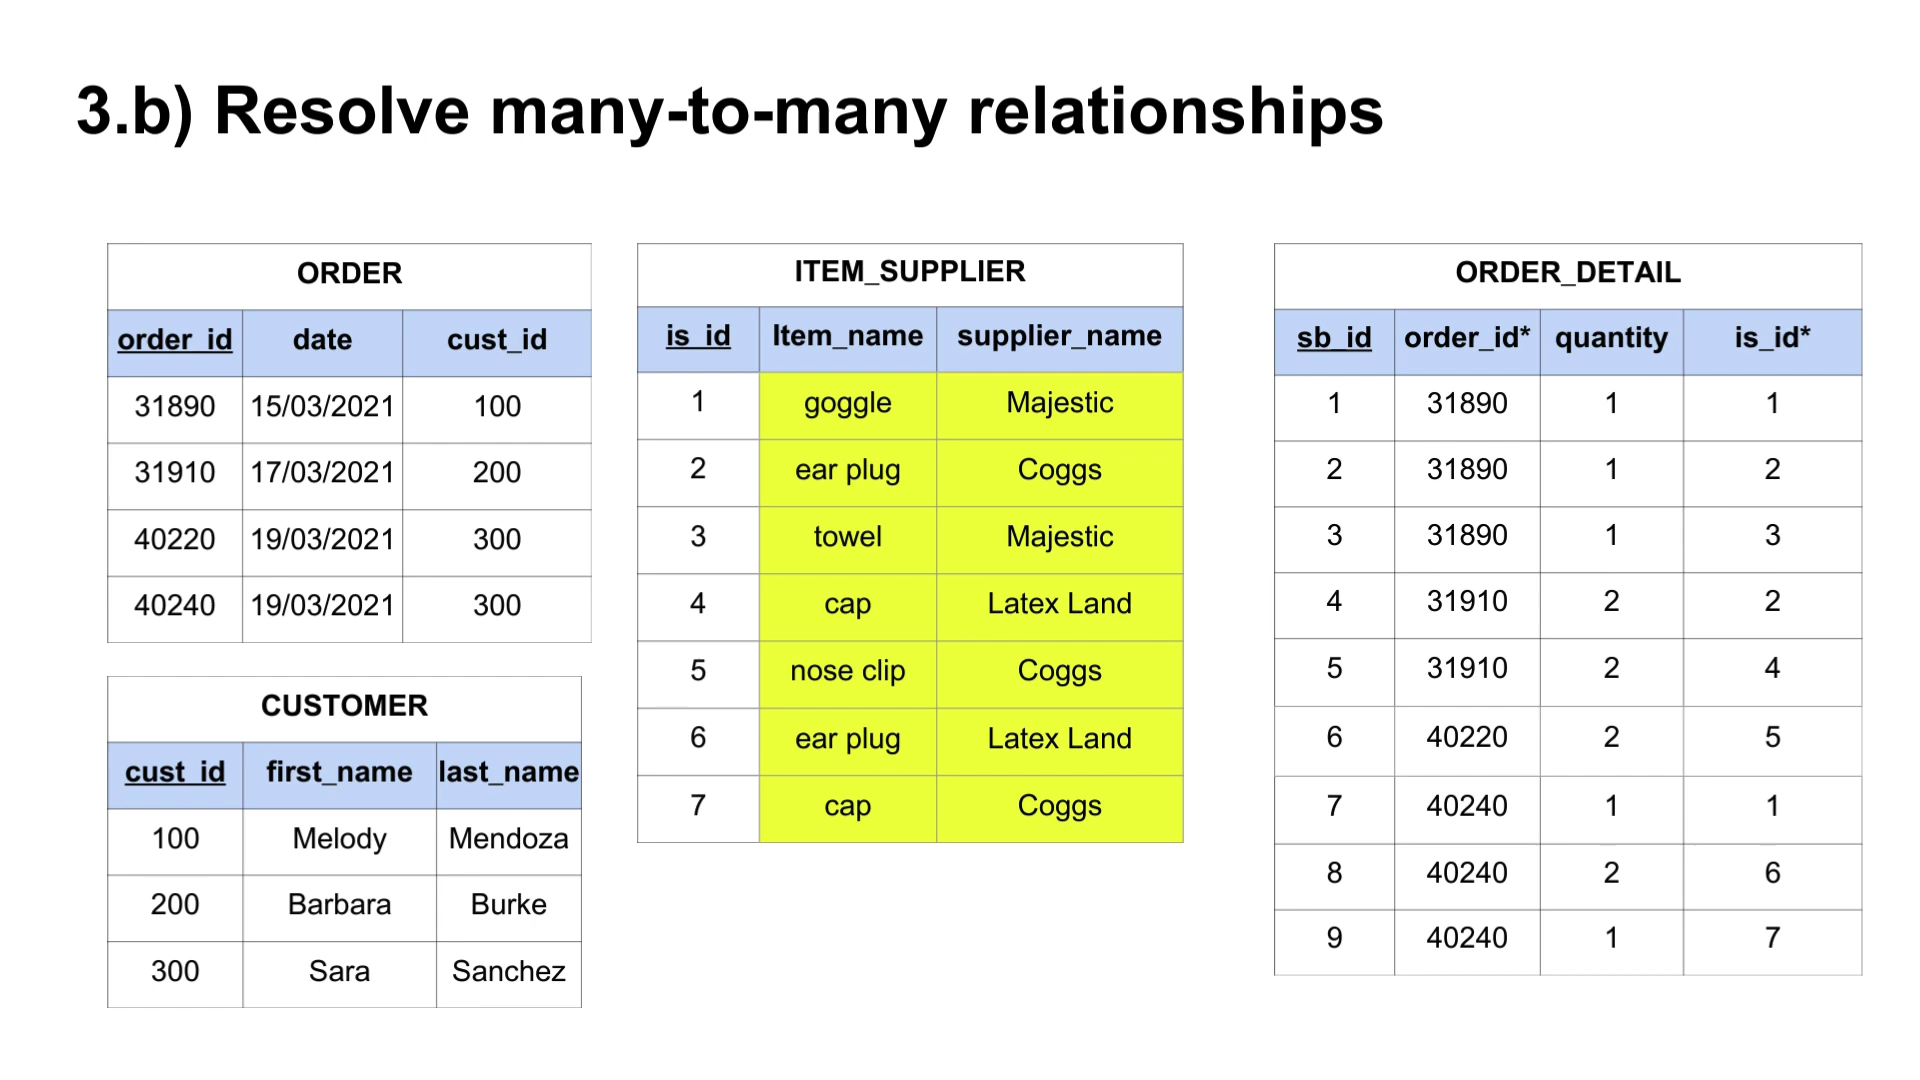 3.b) Resolve many-to-many relationships
ORDER
order_id date cust_id
31890 15/03/2021 100
31910 17/03/2021 200
40220 19/03/2021 300
40240 19/03/2021 300
CUSTOMER
cust_id first_name last_name
100 Melody Mendoza
200 Barbara Burke
300 Sara Sanchez
ITEM_SUPPLIER
is_id Item_name supplier_name
1 goggle Majestic
2 ear plug Coggs
3 towel Majestic
4 cap Latex Land
5 nose clip Coggs
6 ear plug Latex Land
7 cap Coggs
ORDER_DETAIL
sb_id order_id* quantity is_id*
1 31890 1 1
2 31890 1 2
3 31890 1 3
4 31910 2 2
5 31910 2 4
6 40220 2 5
7 40240 1 1
8 40240 2 6
9 40240 1 7